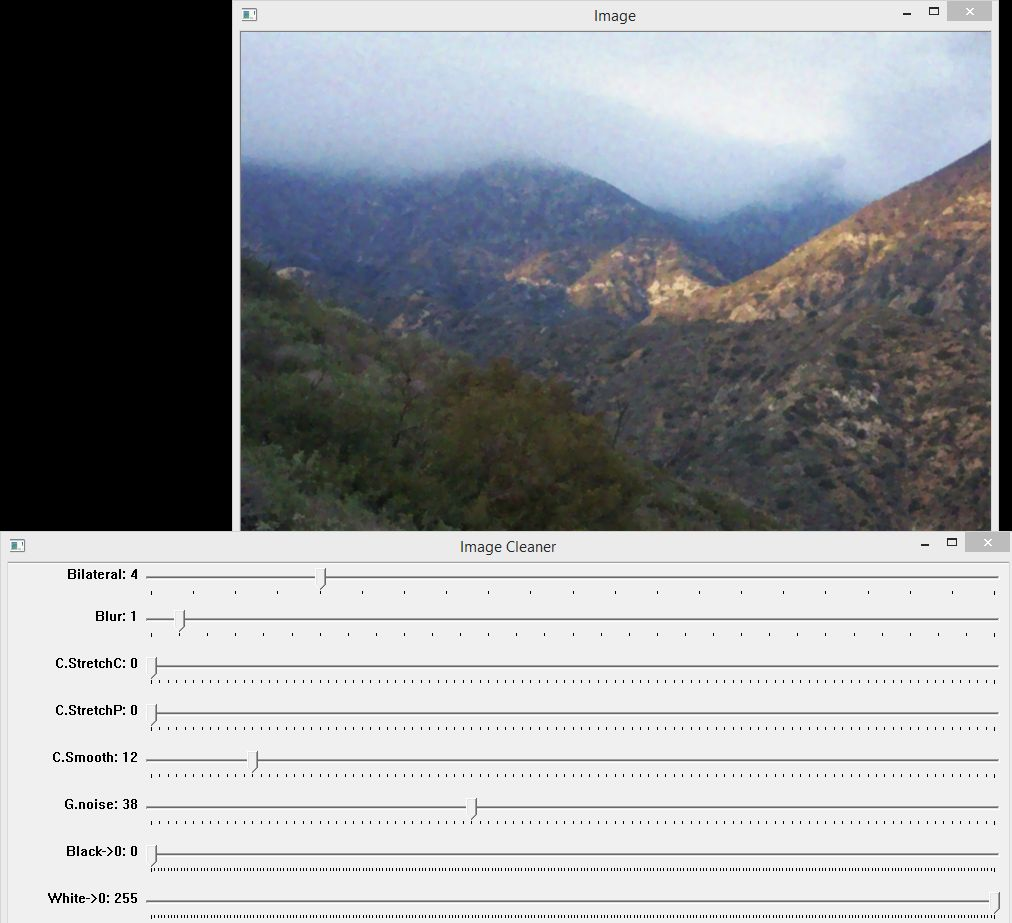 Image
Image Cleaner
Bilateral: 4
Blur: 1
C.StretchC: 0
C.StretchP: 0
C.Smooth: 12
G.noise: 38
Black->0: 0
White->0: 255